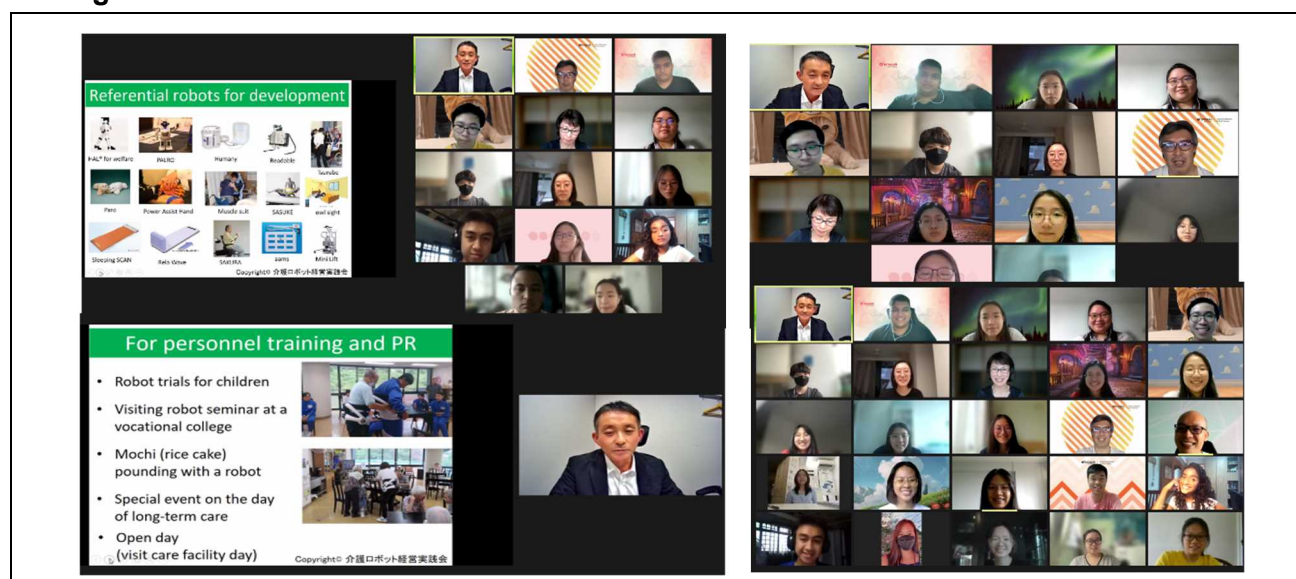 Referential robots for development
HAL® for welfare
PALRO
Humany
Readable
Tsurubo
Paro
Power Assist Hand
Muscle suit
SASUKE
owl sight
Sleeping SCAN
Rela Wave
SAKURA
aams
Mini Lift
Copyright© 介護ロボット経営実践会
For personnel training and PR
• Robot trials for children
• Visiting robot seminar at a
vocational college
• Mochi (rice cake)
pounding with a robot
• Special event on the day
of long-term care
• Open day
(visit care facility day)
Copyright© 介護ロボット経営実践会